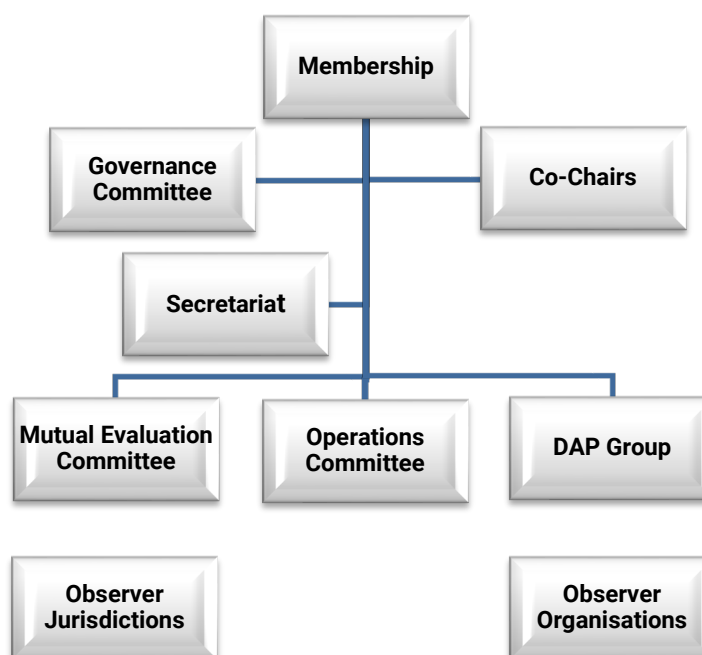 Membership
Governance
Committee
Co-Chairs
Secretariat
Mutual Evaluation
Committee
Operations
Committee
DAP Group
Observer
Jurisdictions
Observer
Organisations